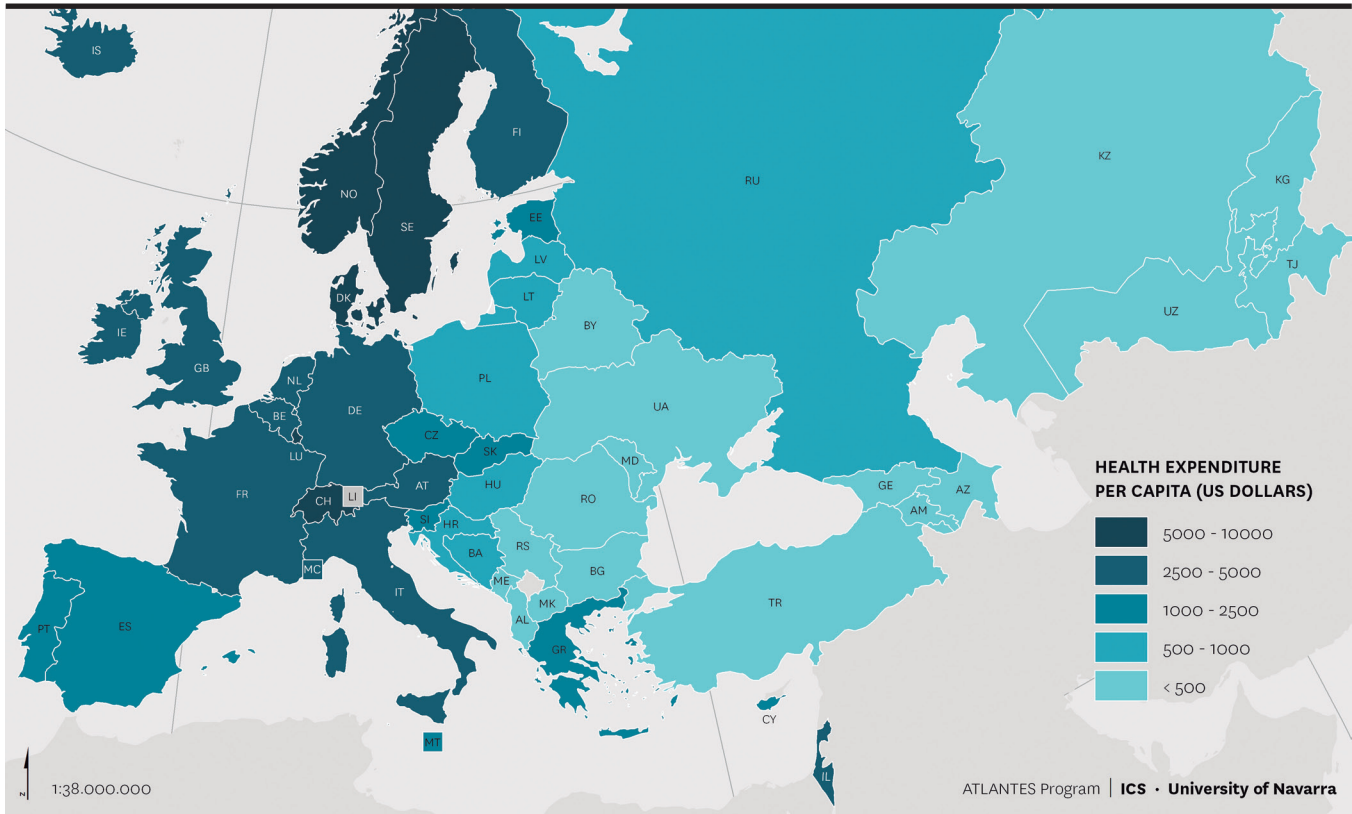 IS
FI
NO
SE
RU
KZ
KG
TJ
UZ
EE
LV
LT
DK
BY
IE
GB
NL
BE
DE
PL
UA
LU
CZ
SK
FR
CH
LI
AT
HU
MD
RO
SI
HR
BA
RS
ME
BG
MK
AL
GE
AZ
AM
TR
MC
IT
PT
ES
GR
MT
CY
IL
HEALTH EXPENDITURE
PER CAPITA (US DOLLARS)
5000 - 10000
2500 - 5000
1000 - 2500
500 - 1000
< 500
N
1:38.000.000
ATLANTES Program | ICS · University of Navarra